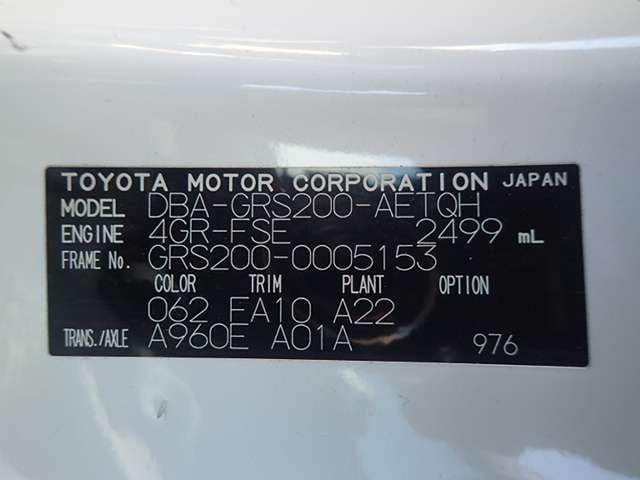 TOYOTA MOTOR CORPORATION JAPAN
MODEL DBA-GRS200-AETQH
ENGINE 4GR-FSE 2499 mL
FRAME No. GRS200-0005153
COLOR TRIM PLANT OPTION
062 FA10 A22
TRANS./AXLE A960E A01A 976